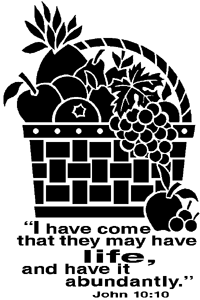 “I have come
that they may have
life,
and have it
abundantly.”
John 10:10